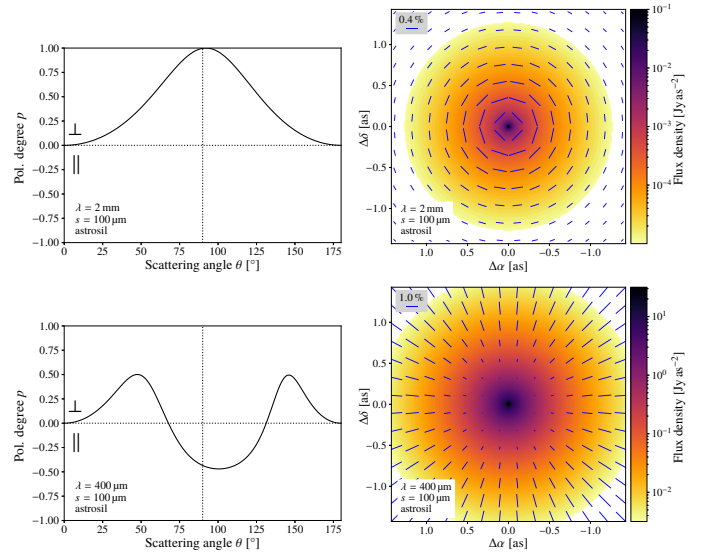 1.00
0.75
0.50
0.25
0.00
−0.25
−0.50
−0.75
−1.00
Pol. degree p
⊥
||
λ = 2 mm
s = 100 μm
astrosil
0 25 50 75 100 125 150 175
Scattering angle θ [°]
0.4 %
1.0
0.5
0.0
−0.5
−1.0
Δδ [as]
λ = 2 mm
s = 100 μm
astrosil
1.0 0.5 0.0 −0.5 −1.0
Δα [as]
10⁻¹
10⁻²
10⁻³
10⁻⁴
Flux density [Jy as⁻²]
1.00
0.75
0.50
0.25
0.00
−0.25
−0.50
−0.75
−1.00
Pol. degree p
⊥
||
λ = 400 μm
s = 100 μm
astrosil
0 25 50 75 100 125 150 175
Scattering angle θ [°]
1.0 %
1.0
0.5
0.0
−0.5
−1.0
Δδ [as]
λ = 400 μm
s = 100 μm
astrosil
1.0 0.5 0.0 −0.5 −1.0
Δα [as]
10¹
10⁰
10⁻¹
10⁻²
Flux density [Jy as⁻²]